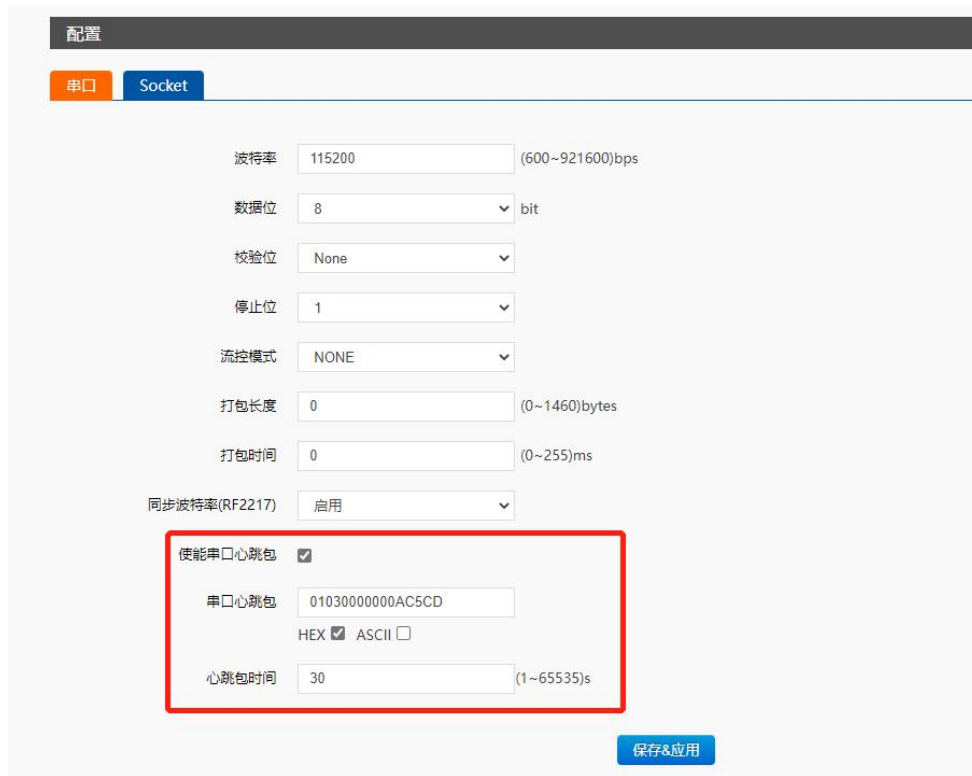 配置
串口 Socket
波特率 115200 (600~921600)bps
数据位 8 bit
校验位 None
停止位 1
流控模式 NONE
打包长度 0 (0~1460)bytes
打包时间 0 (0~255)ms
同步波特率(RF2217) 启用
使能串口心跳包
串口心跳包 01030000000AC5CD
HEX ASCII
心跳包时间 30 (1~65535)s
保存&应用